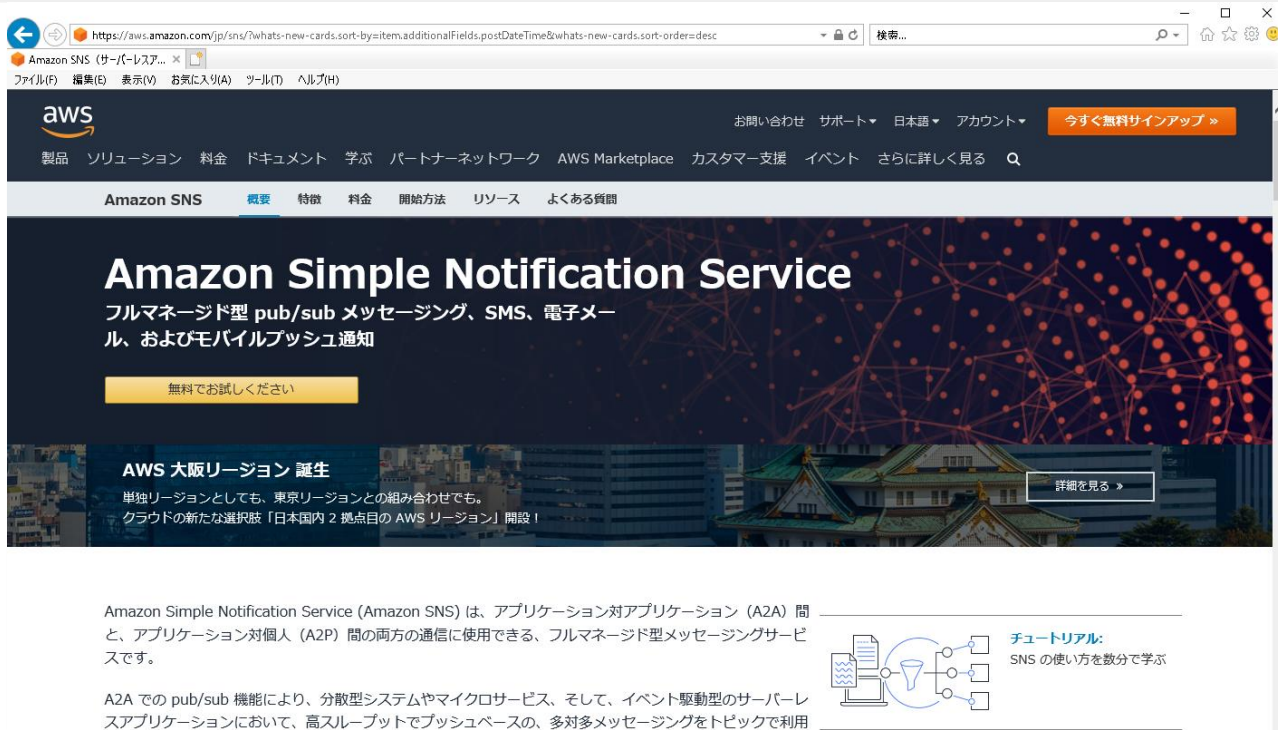 https://aws.amazon.com/jp/sns/?whats-new-cards.sort-by=item.additionalFields.postDateTime&whats-new-cards.sort-order=desc
検索...
Amazon SNS（サーバーレスア...
ファイル(F) 編集(E) 表示(V) お気に入り(A) ツール(T) ヘルプ(H)
aws
お問い合わせ サポート 日本語 アカウント 今すぐ無料サインアップ »
製品 ソリューション 料金 ドキュメント 学ぶ パートナーネットワーク AWS Marketplace カスタマー支援 イベント さらに詳しく見る
Amazon SNS 概要 特徴 料金 開始方法 リソース よくある質問
Amazon Simple Notification Service
フルマネージド型 pub/sub メッセージング、SMS、電子メー
ル、およびモバイルプッシュ通知
無料でお試しください
AWS 大阪リージョン 誕生
単独リージョンとしても、東京リージョンとの組み合わせでも。
クラウドの新たな選択肢「日本国内 2 拠点目の AWS リージョン」開設！
詳細を見る »
Amazon Simple Notification Service (Amazon SNS) は、アプリケーション対アプリケーション（A2A）間
と、アプリケーション対個人（A2P）間の両方の通信に使用できる、フルマネージド型メッセージングサービ
スです。
A2A での pub/sub 機能により、分散型システムやマイクロサービス、そして、イベント駆動型のサーバーレ
スアプリケーションにおいて、高スループットでプッシュベースの、多対多メッセージングをトピックで利用
チュートリアル:
SNS の使い方を数分で学ぶ